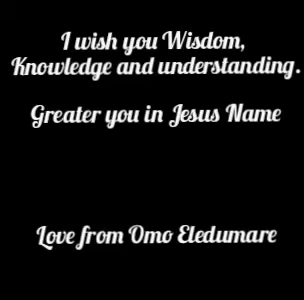 I wish you Wisdom,
Knowledge and understanding.
Greater you in Jesus Name
Love from Omo Eledumare